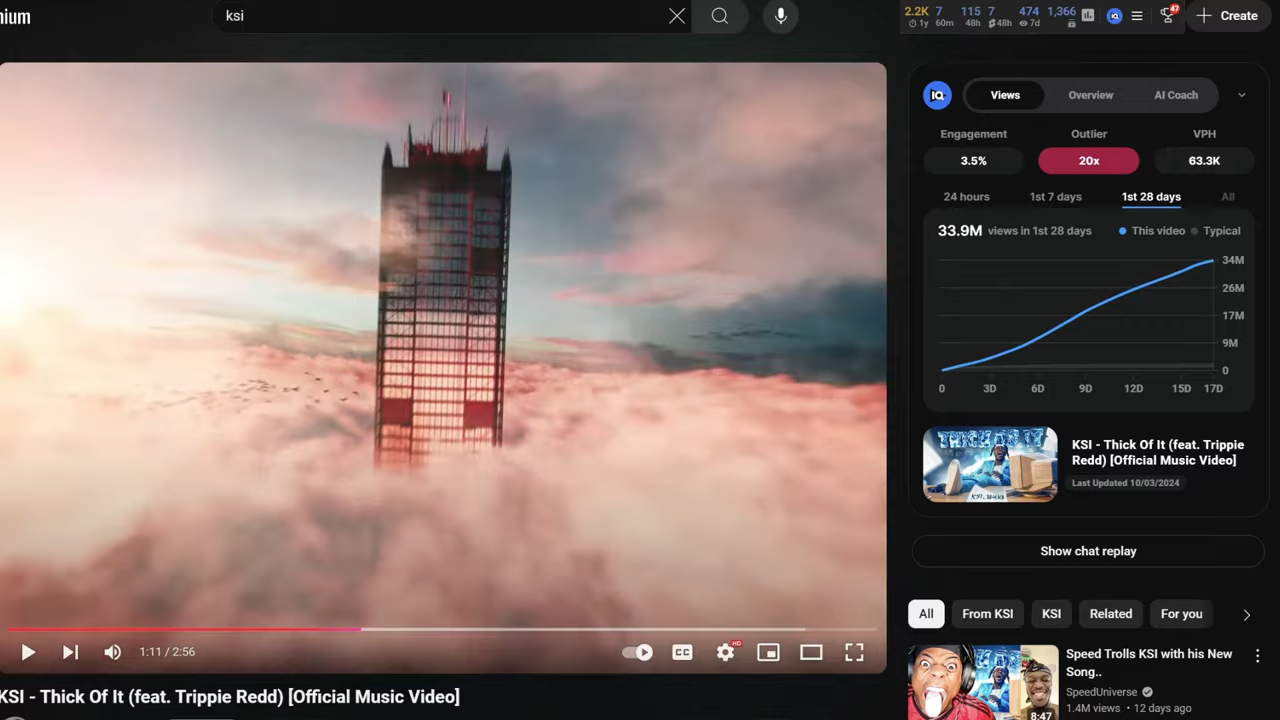 nium
ksi
2.2K 7 115 7 474 1,366
1y 60m 48h 48h 7d
47
Create
IQ
Views Overview AI Coach
Engagement Outlier VPH
3.5% 20x 63.3K
24 hours 1st 7 days 1st 28 days All
33.9M views in 1st 28 days This video Typical
34M
26M
17M
9M
0
0 3D 6D 9D 12D 15D 17D
THICK OF IT
KSI - Thick Of It (feat. Trippie
Redd) [Official Music Video]
Last Updated 10/03/2024
Show chat replay
All From KSI KSI Related For you
Speed Trolls KSI with his New
Song..
SpeedUniverse
1.4M views • 12 days ago
8:47
1:11 / 2:56
CC
HD
KSI - Thick Of It (feat. Trippie Redd) [Official Music Video]